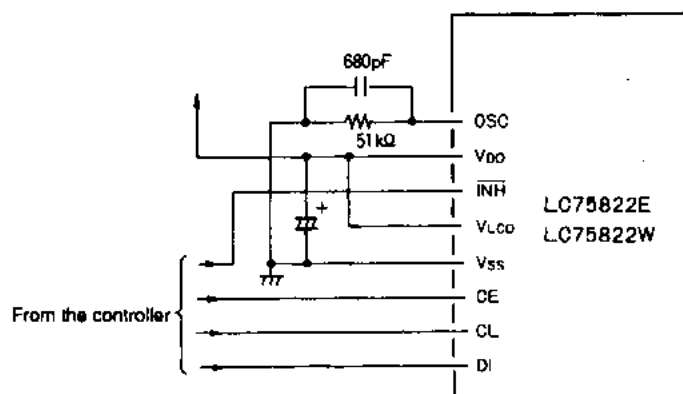 680pF
51kΩ
OSC
VDD
INH
VLCD
VSS
CE
CL
DI
LC75822E
LC75822W
+
From the controller